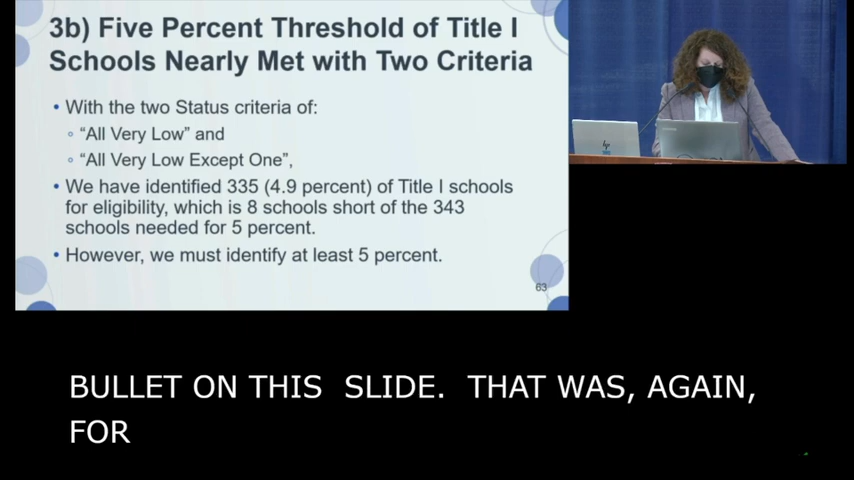 3b) Five Percent Threshold of Title I
Schools Nearly Met with Two Criteria
• With the two Status criteria of:
◦ “All Very Low” and
◦ “All Very Low Except One”,
• We have identified 335 (4.9 percent) of Title I schools
for eligibility, which is 8 schools short of the 343
schools needed for 5 percent.
• However, we must identify at least 5 percent.
63
hp
BULLET ON THIS  SLIDE.  THAT WAS, AGAIN,
FOR